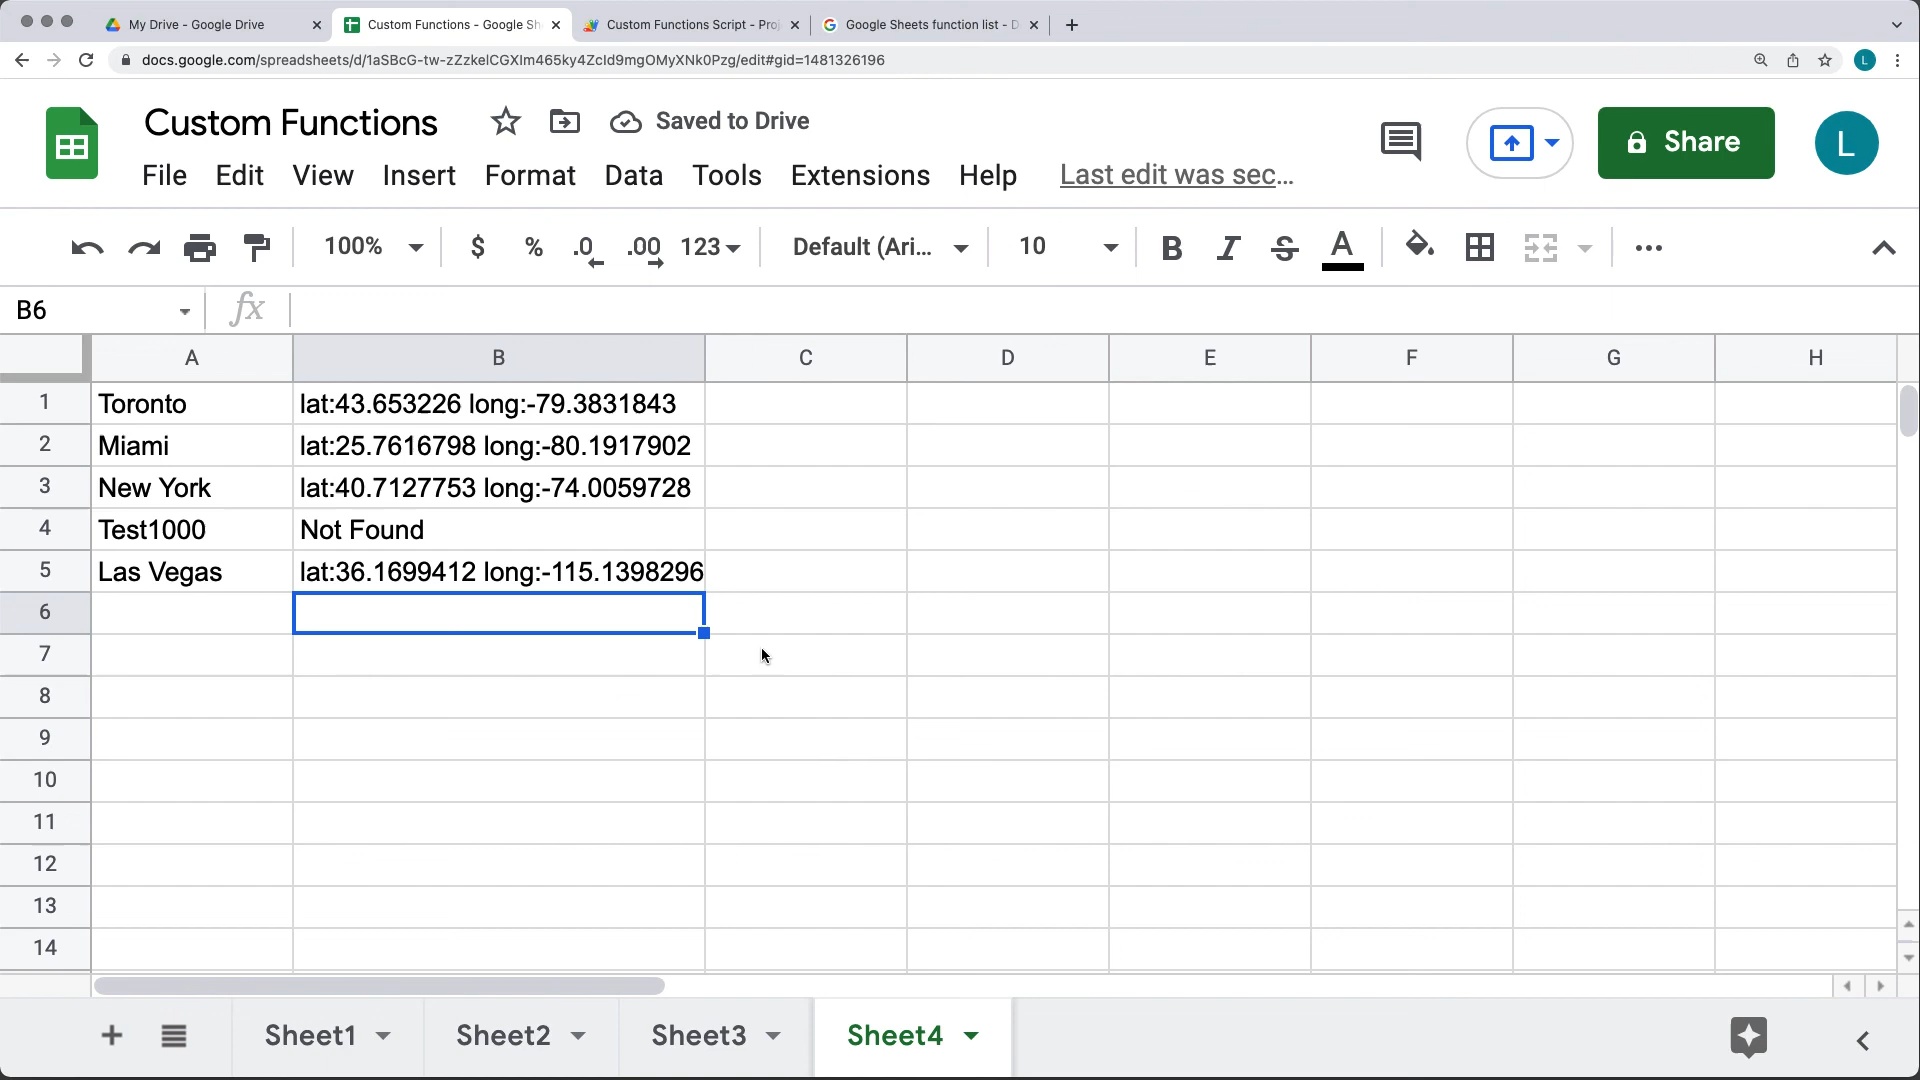 My Drive - Google Drive
Custom Functions - Google Sh
Custom Functions Script - Proj
Google Sheets function list - D
docs.google.com/spreadsheets/d/1aSBcG-tw-zZzkelCGXIm465ky4ZcId9mgOMyXNk0Pzg/edit#gid=1481326196
L
Custom Functions
Saved to Drive
Share
L
File Edit View Insert Format Data Tools Extensions Help Last edit was sec...
100% $ % .0 .00 123 Default (Ari... 10 B I S A
B6 fx
A B C D E F G H
1 Toronto lat:43.653226 long:-79.3831843
2 Miami lat:25.7616798 long:-80.1917902
3 New York lat:40.7127753 long:-74.0059728
4 Test1000 Not Found
5 Las Vegas lat:36.1699412 long:-115.1398296
6
7
8
9
10
11
12
13
14
Sheet1 Sheet2 Sheet3 Sheet4